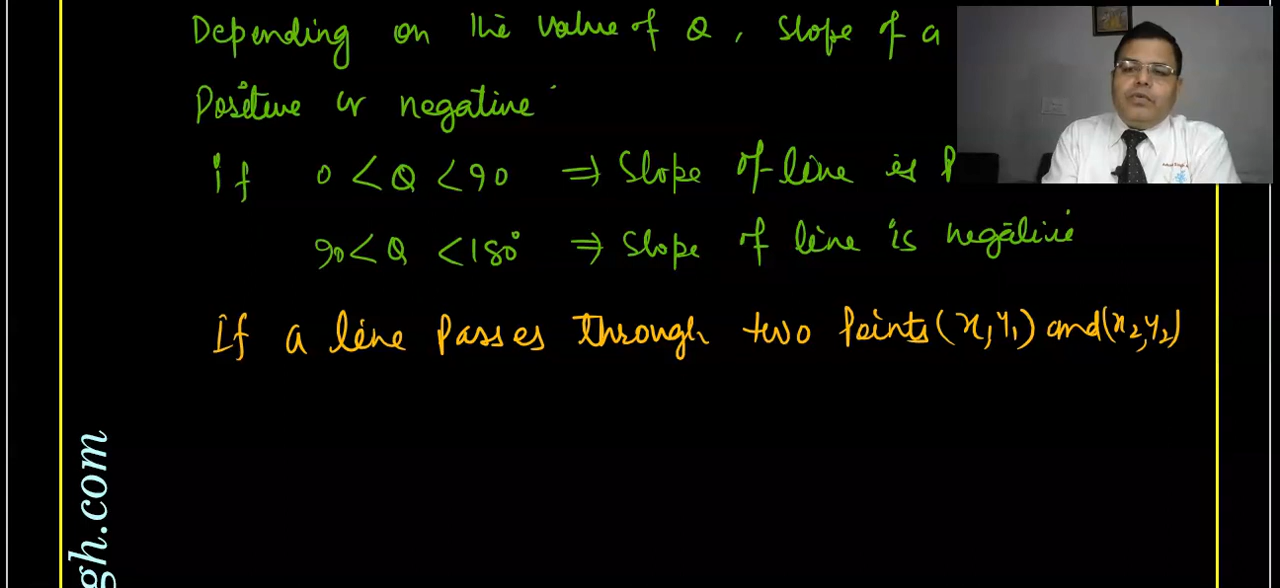 Depending on the value of Q, slope of a
Positive or negative
if 0 < Q < 90 ⇒ Slope of line is P
90 < Q < 180° ⇒ Slope of line is negative
If a line Passes through two Points (x₁, y₁) and (x₂, y₂)
gh.com